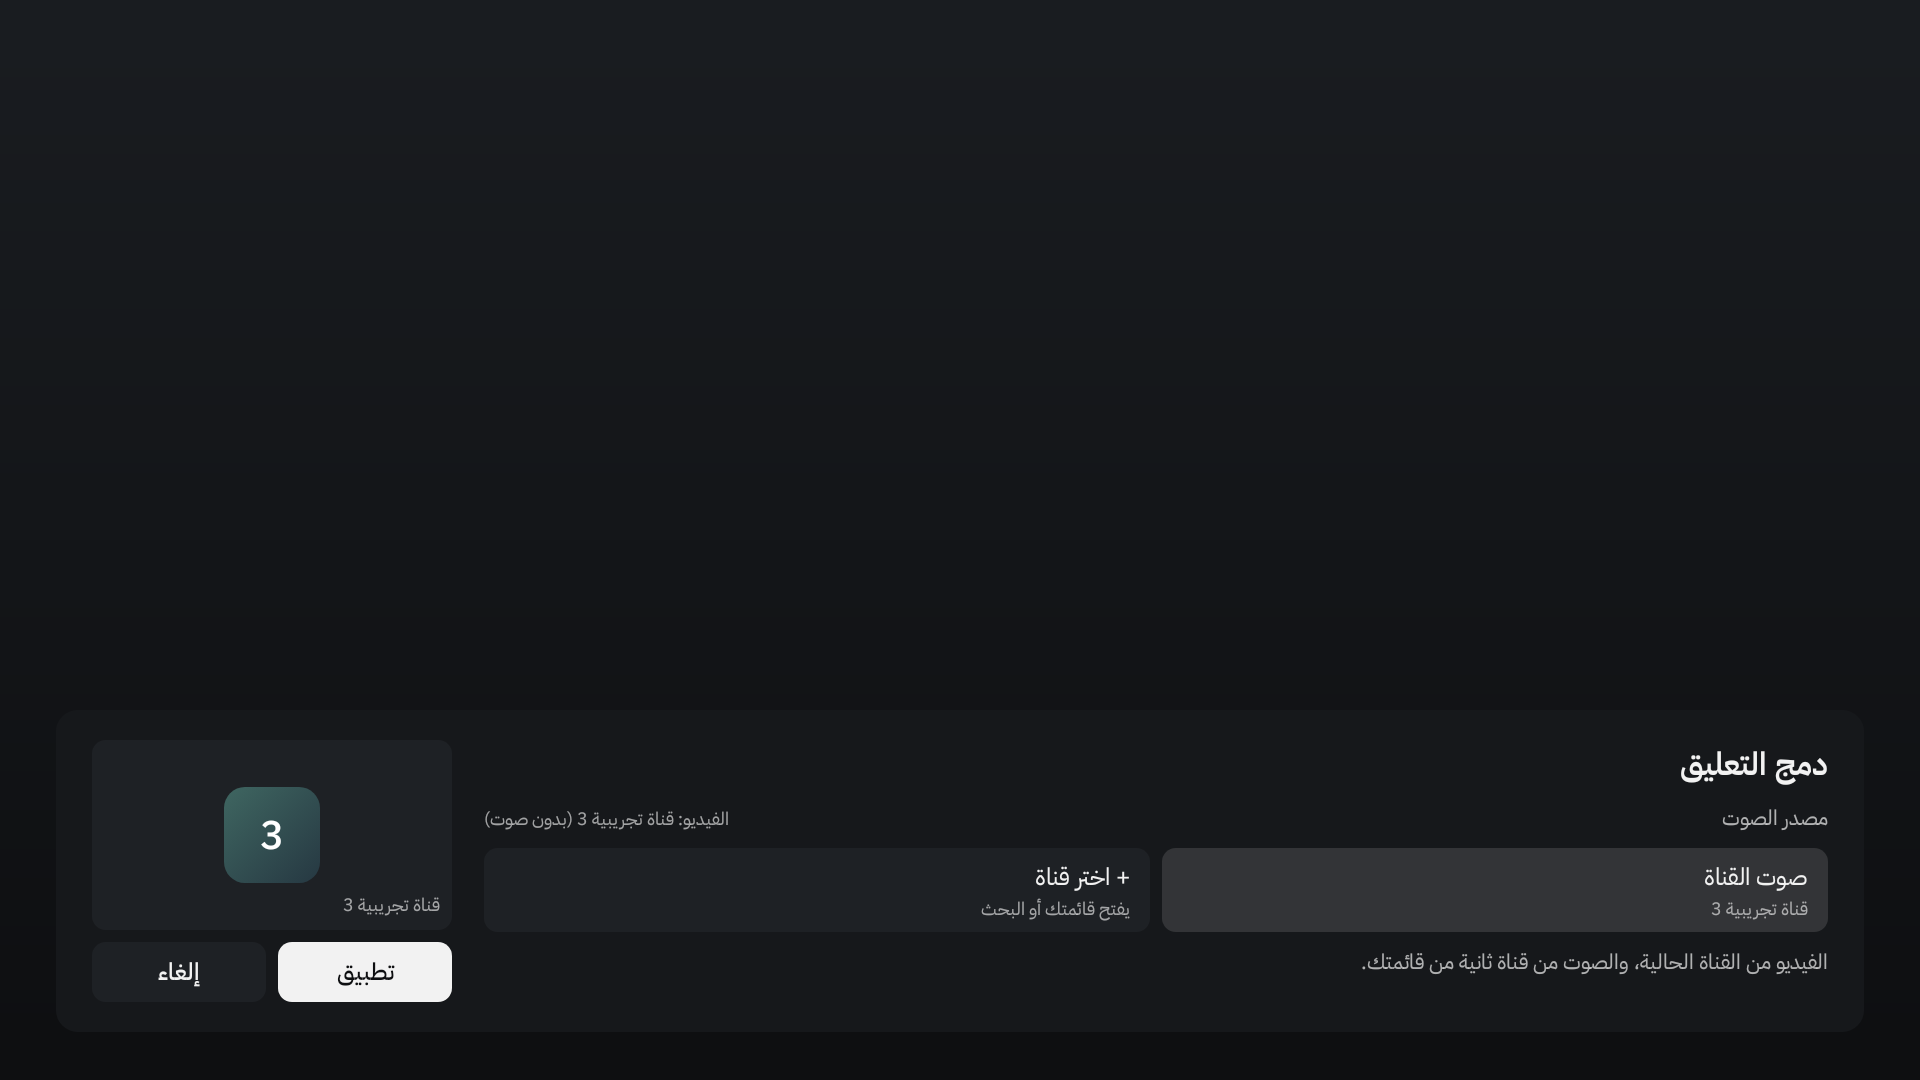 دمج التعليق
مصدر الصوت
الفيديو: قناة تجريبية 3 (بدون صوت)
صوت القناة
قناة تجريبية 3
+ اختر قناة
يفتح قائمتك أو البحث
الفيديو من القناة الحالية، والصوت من قناة ثانية من قائمتك.
3
قناة تجريبية 3
تطبيق
إلغاء